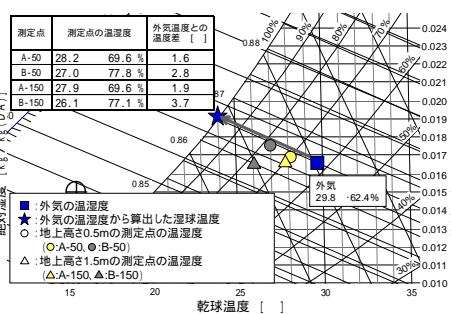 測定点 測定点の温湿度 外気温度との
温度差 [ ]
A-50 28.2 69.6 % 1.6
B-50 27.0 77.8 % 2.8
A-150 27.9 69.6 % 1.9
B-150 26.1 77.1 % 3.7
0.88
87
0.86
0.85
90%
80%
70%
60%
50%
40%
30%
0.024
0.023
0.022
0.021
0.020
0.019
0.018
0.017
0.016
0.015
0.014
0.013
0.012
0.011
0.010
外気
29.8 ・62.4%
:外気の温湿度
:外気の温湿度から算出した湿球温度
:地上高さ0.5mの測定点の温湿度
(:A-50, :B-50)
:地上高さ1.5mの測定点の温湿度
(:A-150, :B-150)
15 20 25 30 35
乾球温度 [ ]